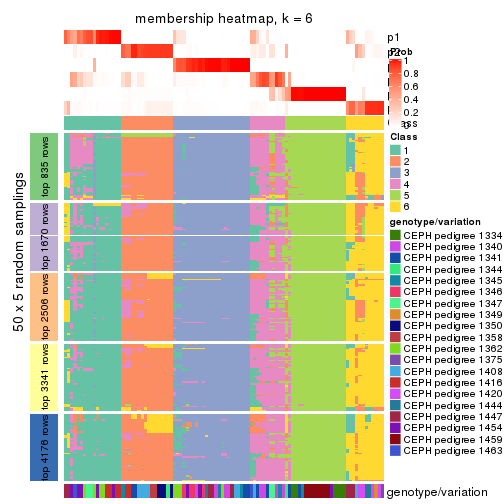 membership heatmap, k = 6
p1
p2
Prob
1
0.8
0.6
0.4
0.2
0
Class
1
2
3
4
5
6
genotype/variation
CEPH pedigree 1334
CEPH pedigree 1340
CEPH pedigree 1341
CEPH pedigree 1344
CEPH pedigree 1345
CEPH pedigree 1346
CEPH pedigree 1347
CEPH pedigree 1349
CEPH pedigree 1350
CEPH pedigree 1358
CEPH pedigree 1362
CEPH pedigree 1375
CEPH pedigree 1408
CEPH pedigree 1416
CEPH pedigree 1420
CEPH pedigree 1444
CEPH pedigree 1447
CEPH pedigree 1454
CEPH pedigree 1459
CEPH pedigree 1463
50 x 5 random samplings
top 835 rows
top 1670 rows
top 2506 rows
top 3341 rows
top 4176 rows
genotype/variation